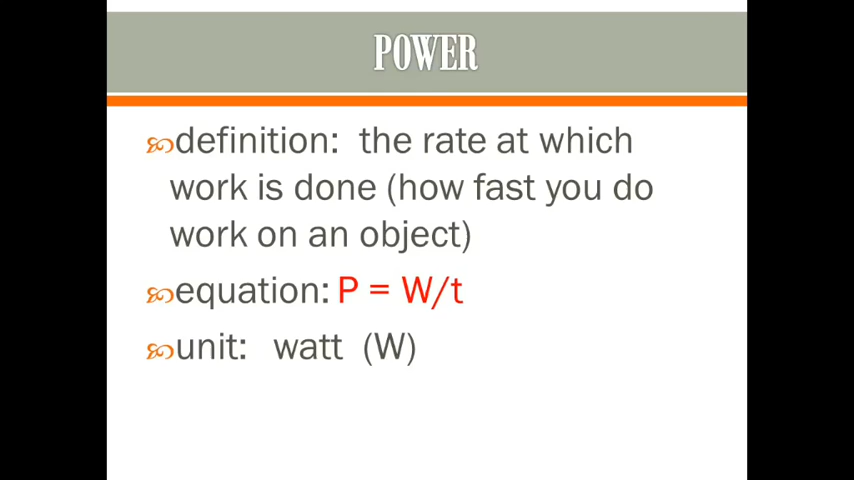 POWER
definition: the rate at which
work is done (how fast you do
work on an object)
equation: P = W/t
unit: watt (W)